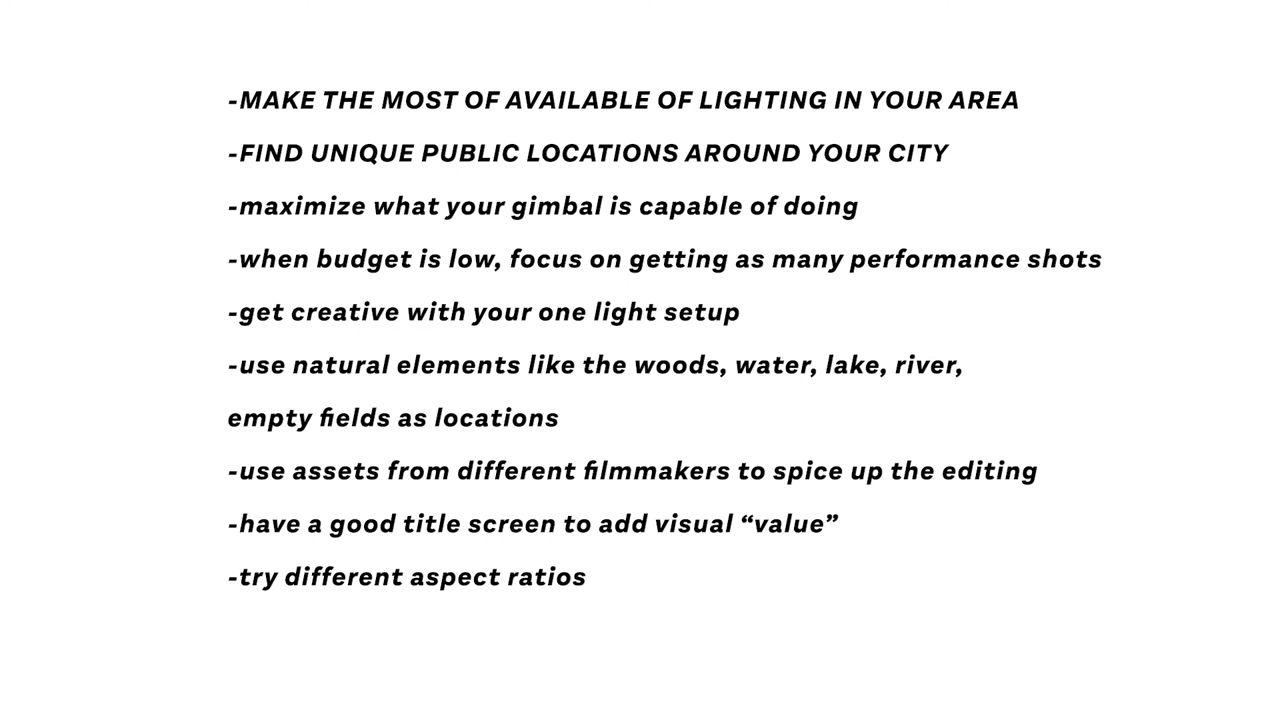 -MAKE THE MOST OF AVAILABLE OF LIGHTING IN YOUR AREA
-FIND UNIQUE PUBLIC LOCATIONS AROUND YOUR CITY
-maximize what your gimbal is capable of doing
-when budget is low, focus on getting as many performance shots
-get creative with your one light setup
-use natural elements like the woods, water, lake, river,
empty fields as locations
-use assets from different filmmakers to spice up the editing
-have a good title screen to add visual “value”
-try different aspect ratios